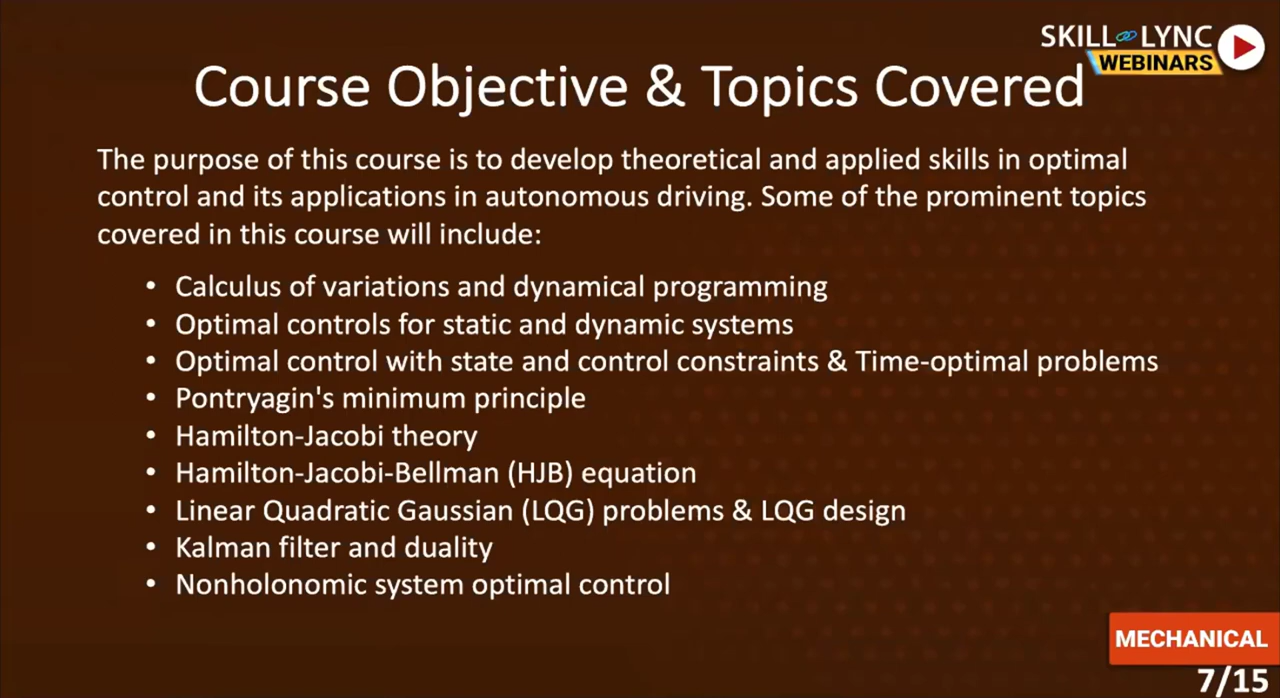 SKILL LYNC
WEBINARS
Course Objective & Topics Covered
The purpose of this course is to develop theoretical and applied skills in optimal
control and its applications in autonomous driving. Some of the prominent topics
covered in this course will include:
• Calculus of variations and dynamical programming
• Optimal controls for static and dynamic systems
• Optimal control with state and control constraints & Time-optimal problems
• Pontryagin's minimum principle
• Hamilton-Jacobi theory
• Hamilton-Jacobi-Bellman (HJB) equation
• Linear Quadratic Gaussian (LQG) problems & LQG design
• Kalman filter and duality
• Nonholonomic system optimal control
MECHANICAL
7/15